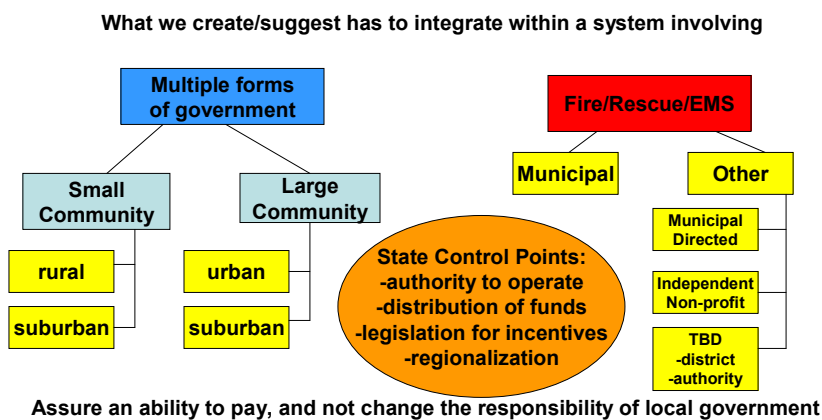 What we create/suggest has to integrate within a system involving
Multiple forms
of government
Fire/Rescue/EMS
Small
Community
Large
Community
Municipal
Other
rural
suburban
urban
suburban
State Control Points:
-authority to operate
-distribution of funds
-legislation for incentives
-regionalization
Municipal
Directed
Independent
Non-profit
TBD
-district
-authority
Assure an ability to pay, and not change the responsibility of local government